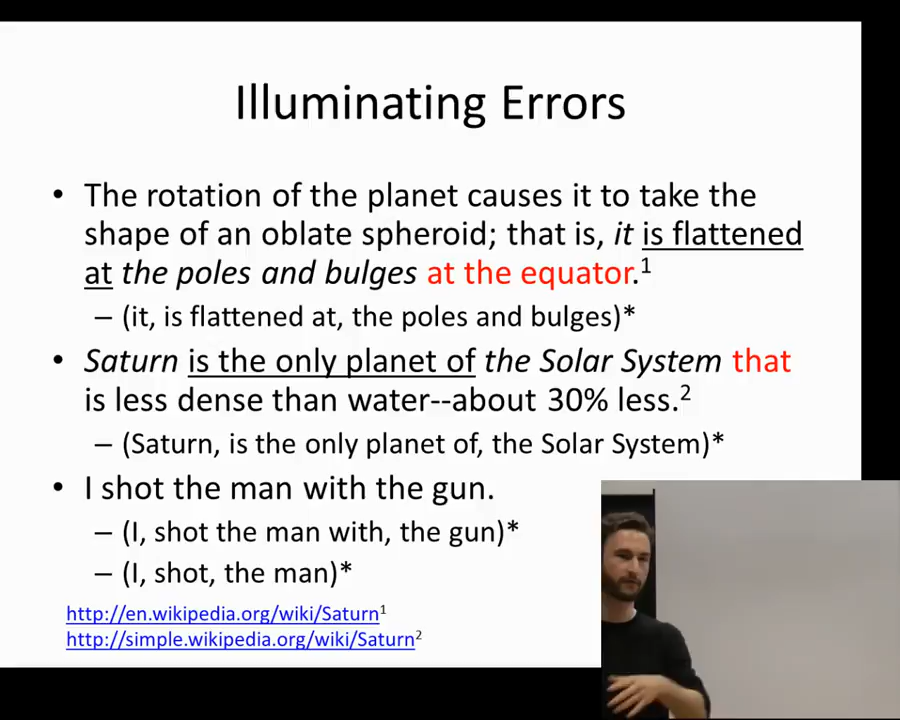 Illuminating Errors
• The rotation of the planet causes it to take the
shape of an oblate spheroid; that is, it is flattened
at the poles and bulges at the equator.¹
– (it, is flattened at, the poles and bulges)*
• Saturn is the only planet of the Solar System that
is less dense than water--about 30% less.²
– (Saturn, is the only planet of, the Solar System)*
• I shot the man with the gun.
– (I, shot the man with, the gun)*
– (I, shot, the man)*
http://en.wikipedia.org/wiki/Saturn¹
http://simple.wikipedia.org/wiki/Saturn²